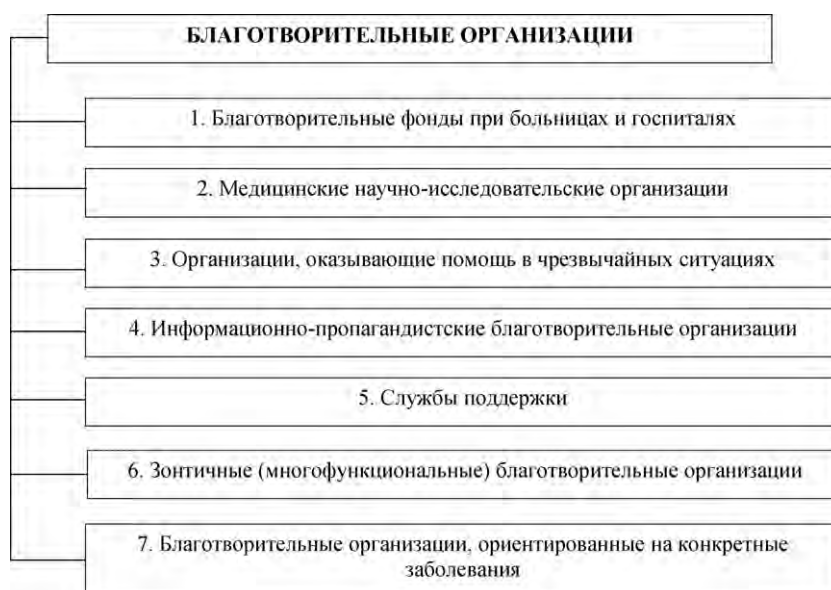 БЛАГОТВОРИТЕЛЬНЫЕ ОРГАНИЗАЦИИ
1. Благотворительные фонды при больницах и госпиталях
2. Медицинские научно-исследовательские организации
3. Организации, оказывающие помощь в чрезвычайных ситуациях
4. Информационно-пропагандистские благотворительные организации
5. Службы поддержки
6. Зонтичные (многофункциональные) благотворительные организации
7. Благотворительные организации, ориентированные на конкретные
заболевания